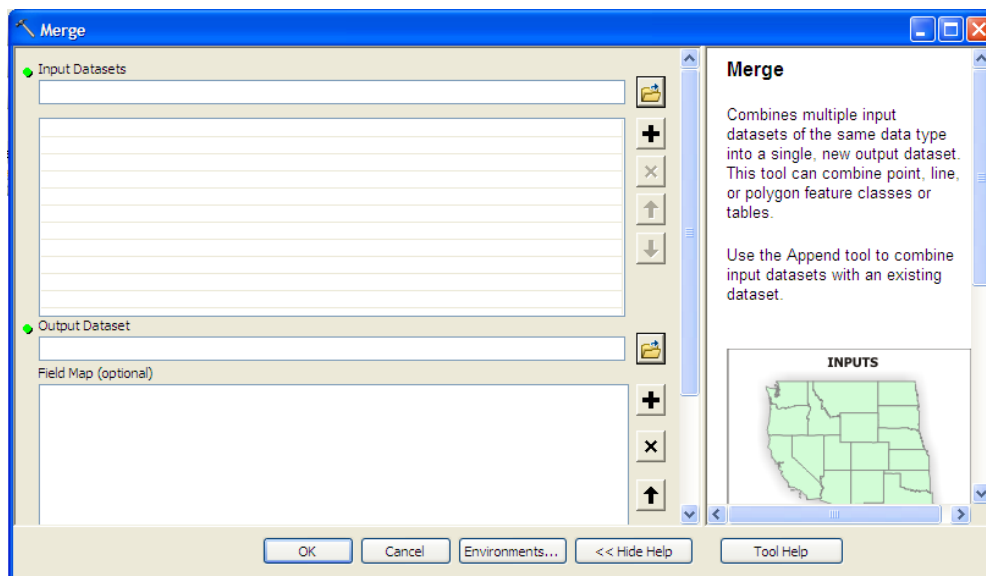 Merge
Input Datasets
Output Dataset
Field Map (optional)
Merge
Combines multiple input
datasets of the same data type
into a single, new output dataset.
This tool can combine point, line,
or polygon feature classes or
tables.
Use the Append tool to combine
input datasets with an existing
dataset.
INPUTS
OK
Cancel
Environments...
<< Hide Help
Tool Help